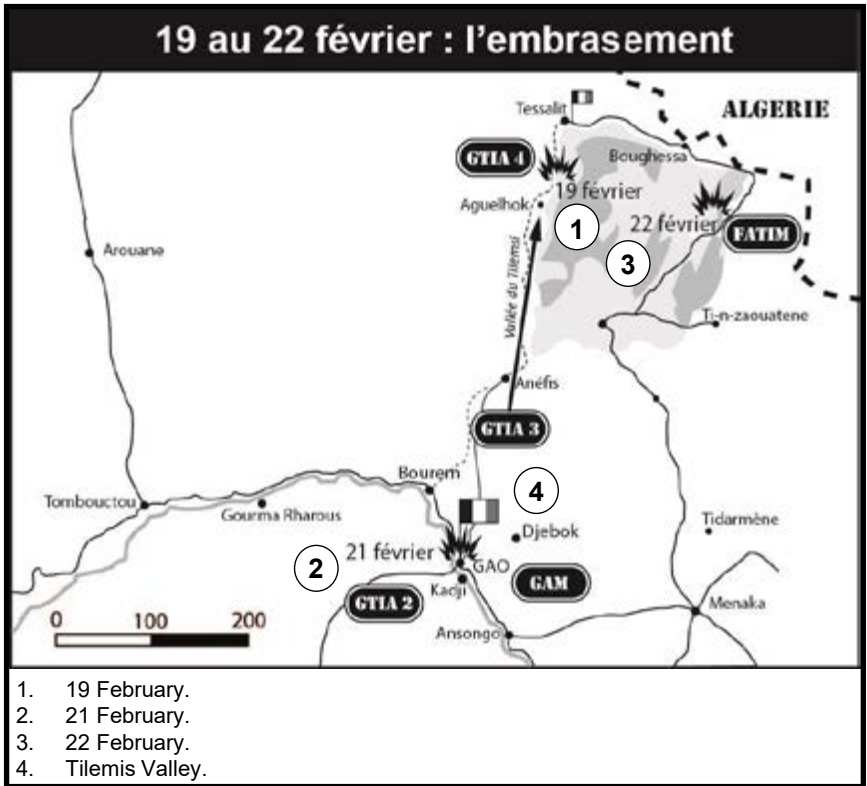 19 au 22 février : l'embrasement
Tessalit
ALGERIE
GTIA 4
Boughessa
19 février
Aguelhok
1
22 février
FATIM
3
Arouane
Vallée du Tilemsi
Ti-n-zaouatene
Anéfis
GTIA 3
Bourem
4
Tombouctou
Gourma Rharous
Djebok
Tidarmène
21 février
GAO
2
Kadji
GAM
GTIA 2
Menaka
0 100 200
Ansongo
1. 19 February.
2. 21 February.
3. 22 February.
4. Tilemis Valley.